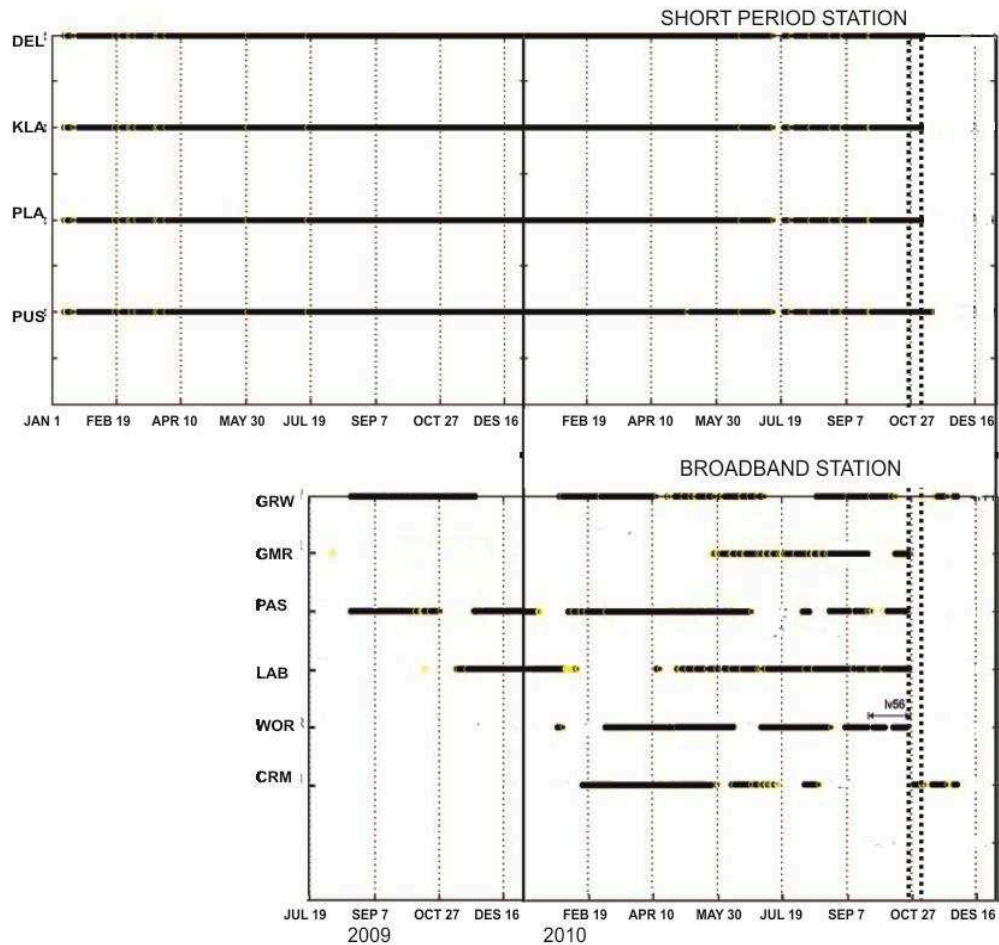 SHORT PERIOD STATION
DEL
KLA
PLA
PUS
JAN 1 FEB 19 APR 10 MAY 30 JUL 19 SEP 7 OCT 27 DES 16 FEB 19 APR 10 MAY 30 JUL 19 SEP 7 OCT 27 DES 16
BROADBAND STATION
GRW
GMR
PAS
LAB
lv56
WOR
CRM
JUL 19 SEP 7 OCT 27 DES 16 FEB 19 APR 10 MAY 30 JUL 19 SEP 7 OCT 27 DES 16
2009 2010